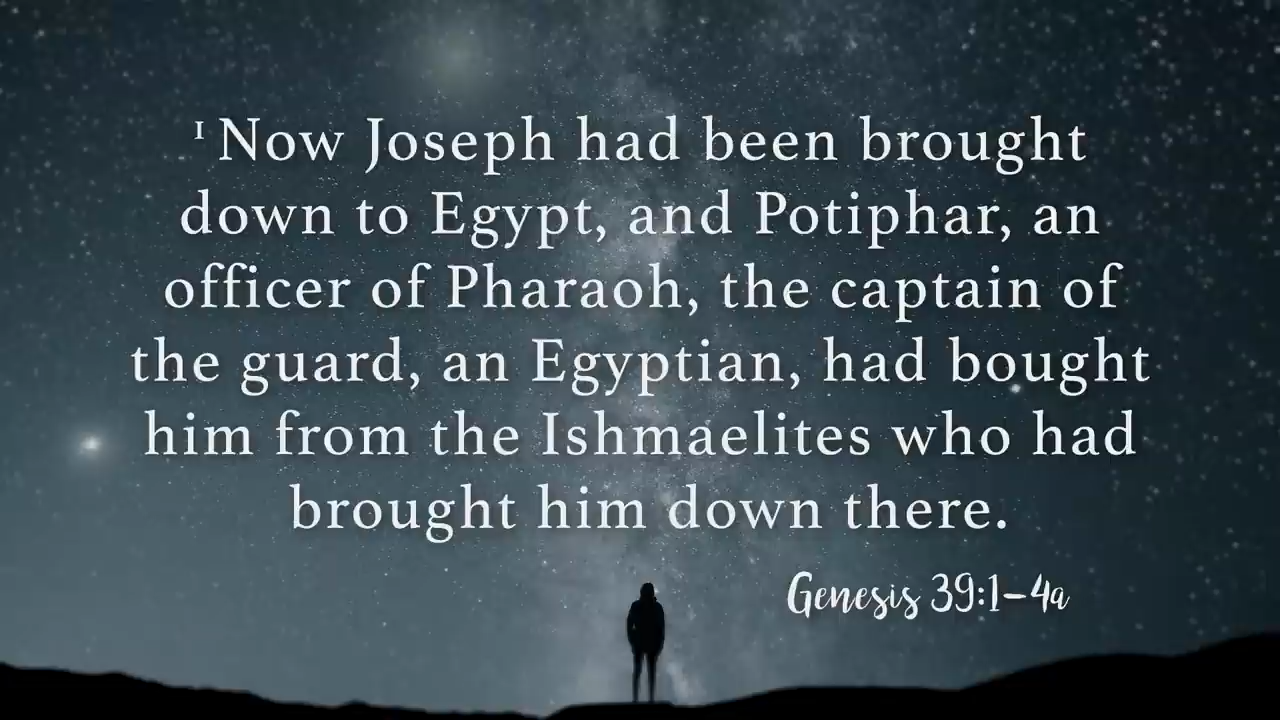 1 Now Joseph had been brought
down to Egypt, and Potiphar, an
officer of Pharaoh, the captain of
the guard, an Egyptian, had bought
him from the Ishmaelites who had
brought him down there.
Genesis 39:1–4a